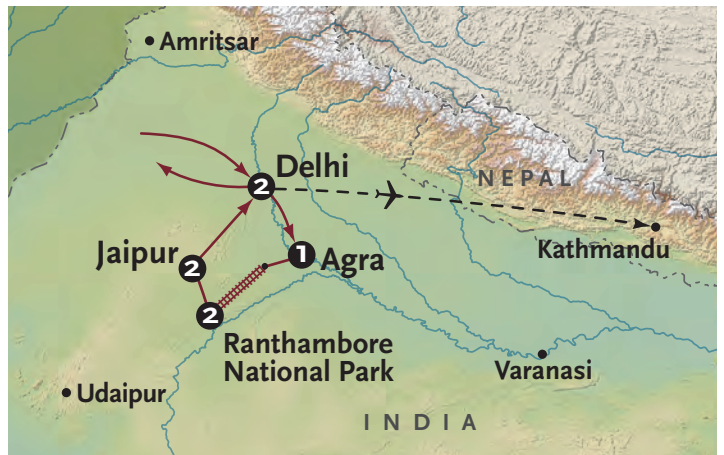 Amritsar
Delhi
2
NEPAL
Kathmandu
Jaipur
2
1
Agra
2
Ranthambore
National Park
Varanasi
Udaipur
INDIA